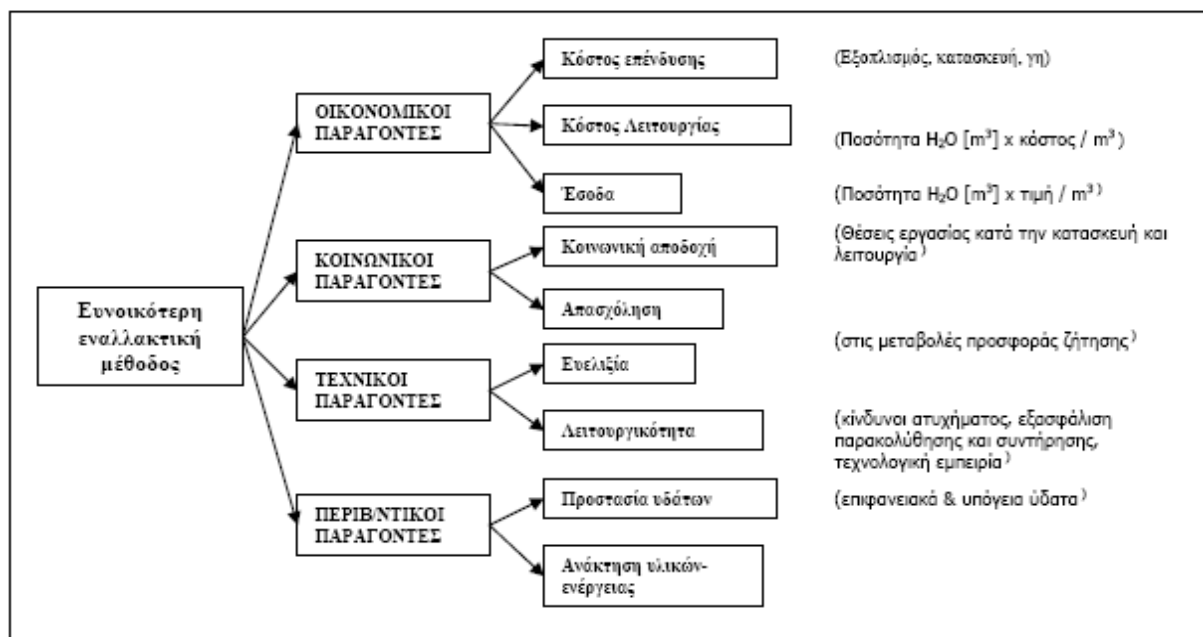 Κόστος επένδυσης
(Εξοπλισμός, κατασκευή, γη)
ΟΙΚΟΝΟΜΙΚΟΙ
ΠΑΡΑΓΟΝΤΕΣ
Κόστος Λειτουργίας
(Ποσότητα H₂O [m³] x κόστος / m³)
Έσοδα
(Ποσότητα H₂O [m³] x τιμή / m³)
ΚΟΙΝΩΝΙΚΟΙ
ΠΑΡΑΓΟΝΤΕΣ
Κοινωνική αποδοχή
(Θέσεις εργασίας κατά την κατασκευή και
λειτουργία)
Απασχόληση
Ευνοικότερη
εναλλακτική
μέθοδος
(στις μεταβολές προσφοράς ζήτησης)
ΤΕΧΝΙΚΟΙ
ΠΑΡΑΓΟΝΤΕΣ
Ευελιξία
Λειτουργικότητα
(κίνδυνοι ατυχήματος, εξασφάλιση
παρακολύθησης και συντήρησης,
τεχνολογική εμπειρία)
ΠΕΡΙΒ/ΝΤΙΚΟΙ
ΠΑΡΑΓΟΝΤΕΣ
Προστασία υδάτων
(επιφανειακά & υπόγεια ύδατα)
Ανάκτηση υλικών-
ενέργειας